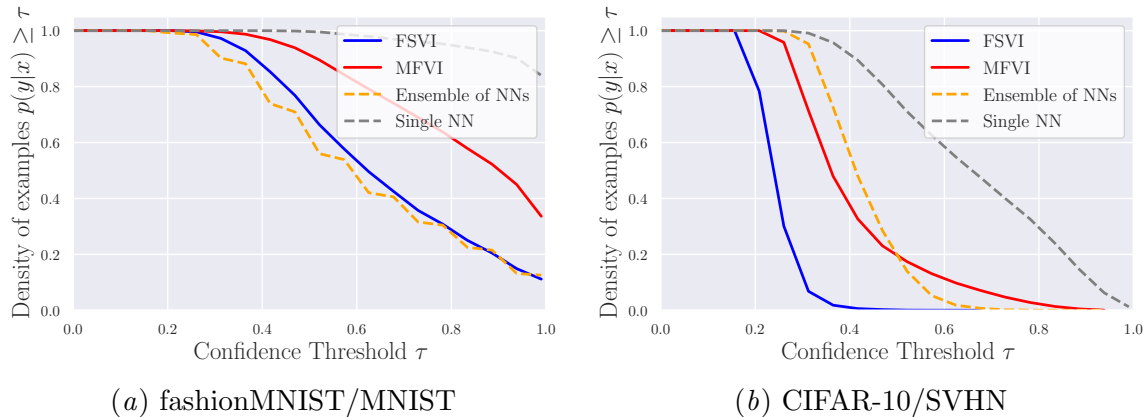 Density of examples p(y|x) ≥ τ
1.0
0.8
0.6
0.4
0.2
0.0
FSVI
MFVI
Ensemble of NNs
Single NN
0.0 0.2 0.4 0.6 0.8 1.0
Confidence Threshold τ
(a) fashionMNIST/MNIST
Density of examples p(y|x) ≥ τ
1.0
0.8
0.6
0.4
0.2
0.0
FSVI
MFVI
Ensemble of NNs
Single NN
0.0 0.2 0.4 0.6 0.8 1.0
Confidence Threshold τ
(b) CIFAR-10/SVHN